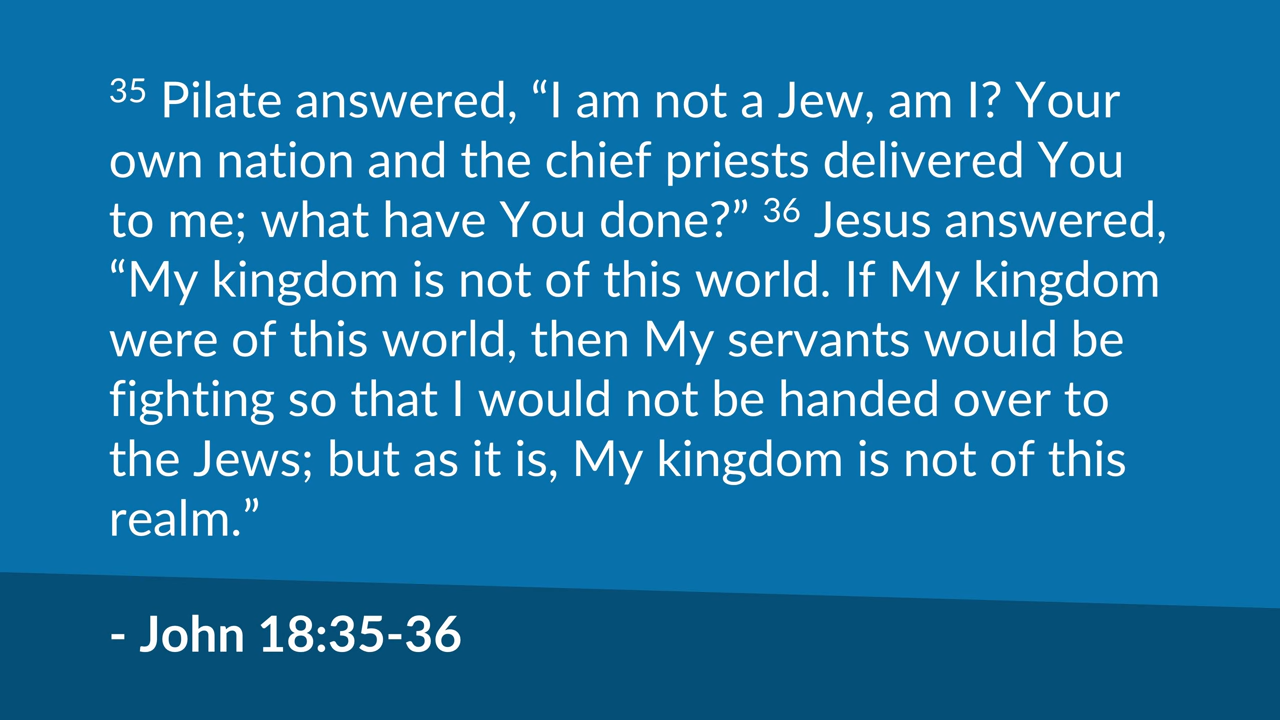 35 Pilate answered, “I am not a Jew, am I? Your
own nation and the chief priests delivered You
to me; what have You done?” 36 Jesus answered,
“My kingdom is not of this world. If My kingdom
were of this world, then My servants would be
fighting so that I would not be handed over to
the Jews; but as it is, My kingdom is not of this
realm.”
- John 18:35-36